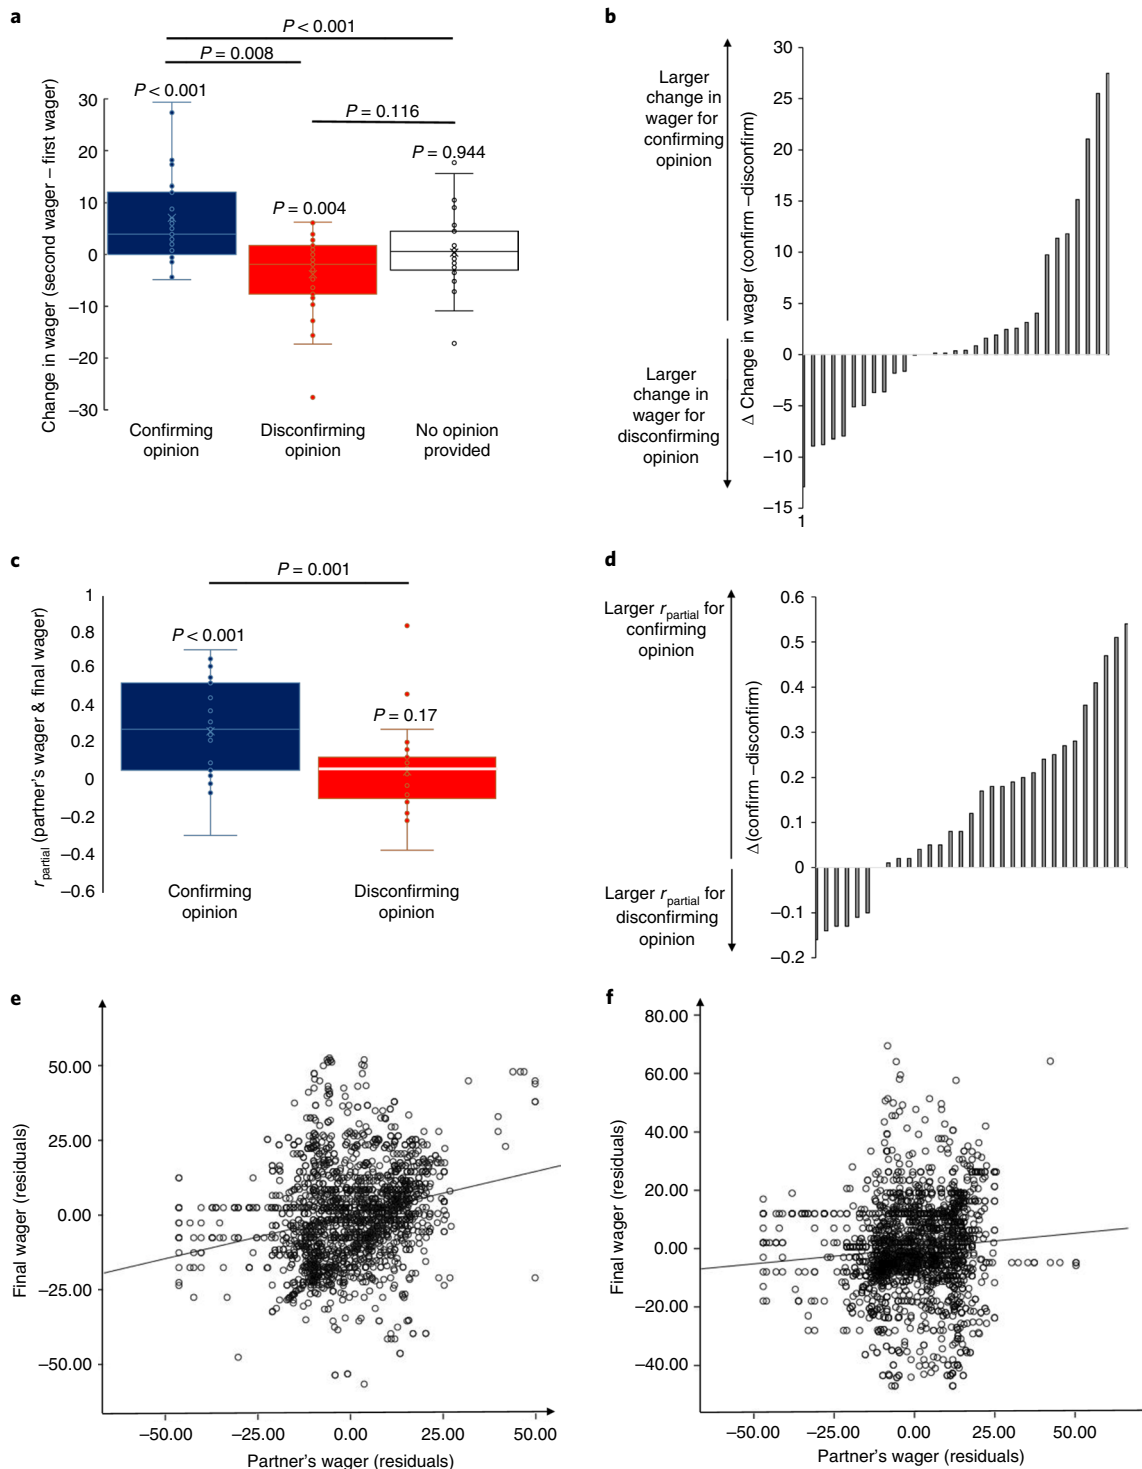 a
P < 0.001
P = 0.008
P < 0.001
P = 0.116
P = 0.944
P = 0.004
Change in wager (second wager – first wager)
30
20
10
0
–10
–20
–30
Confirming
opinion
Disconfirming
opinion
No opinion
provided
b
Larger
change in
wager for
confirming
opinion
Larger
change in
wager for
disconfirming
opinion
Δ Change in wager (confirm –disconfirm)
30
25
20
15
10
5
0
–5
–10
–15
1
c
P = 0.001
P < 0.001
P = 0.17
rpartial (partner's wager & final wager)
1
0.8
0.6
0.4
0.2
0
–0.2
–0.4
–0.6
Confirming
opinion
Disconfirming
opinion
d
Larger rpartial for
confirming
opinion
Larger rpartial for
disconfirming
opinion
Δ(confirm –disconfirm)
0.6
0.5
0.4
0.3
0.2
0.1
0
–0.1
–0.2
e
Final wager (residuals)
50.00
25.00
0.00
–25.00
–50.00
–50.00 –25.00 0.00 25.00 50.00
Partner's wager (residuals)
f
Final wager (residuals)
80.00
60.00
40.00
20.00
0.00
–20.00
–40.00
–50.00 –25.00 0.00 25.00 50.00
Partner's wager (residuals)